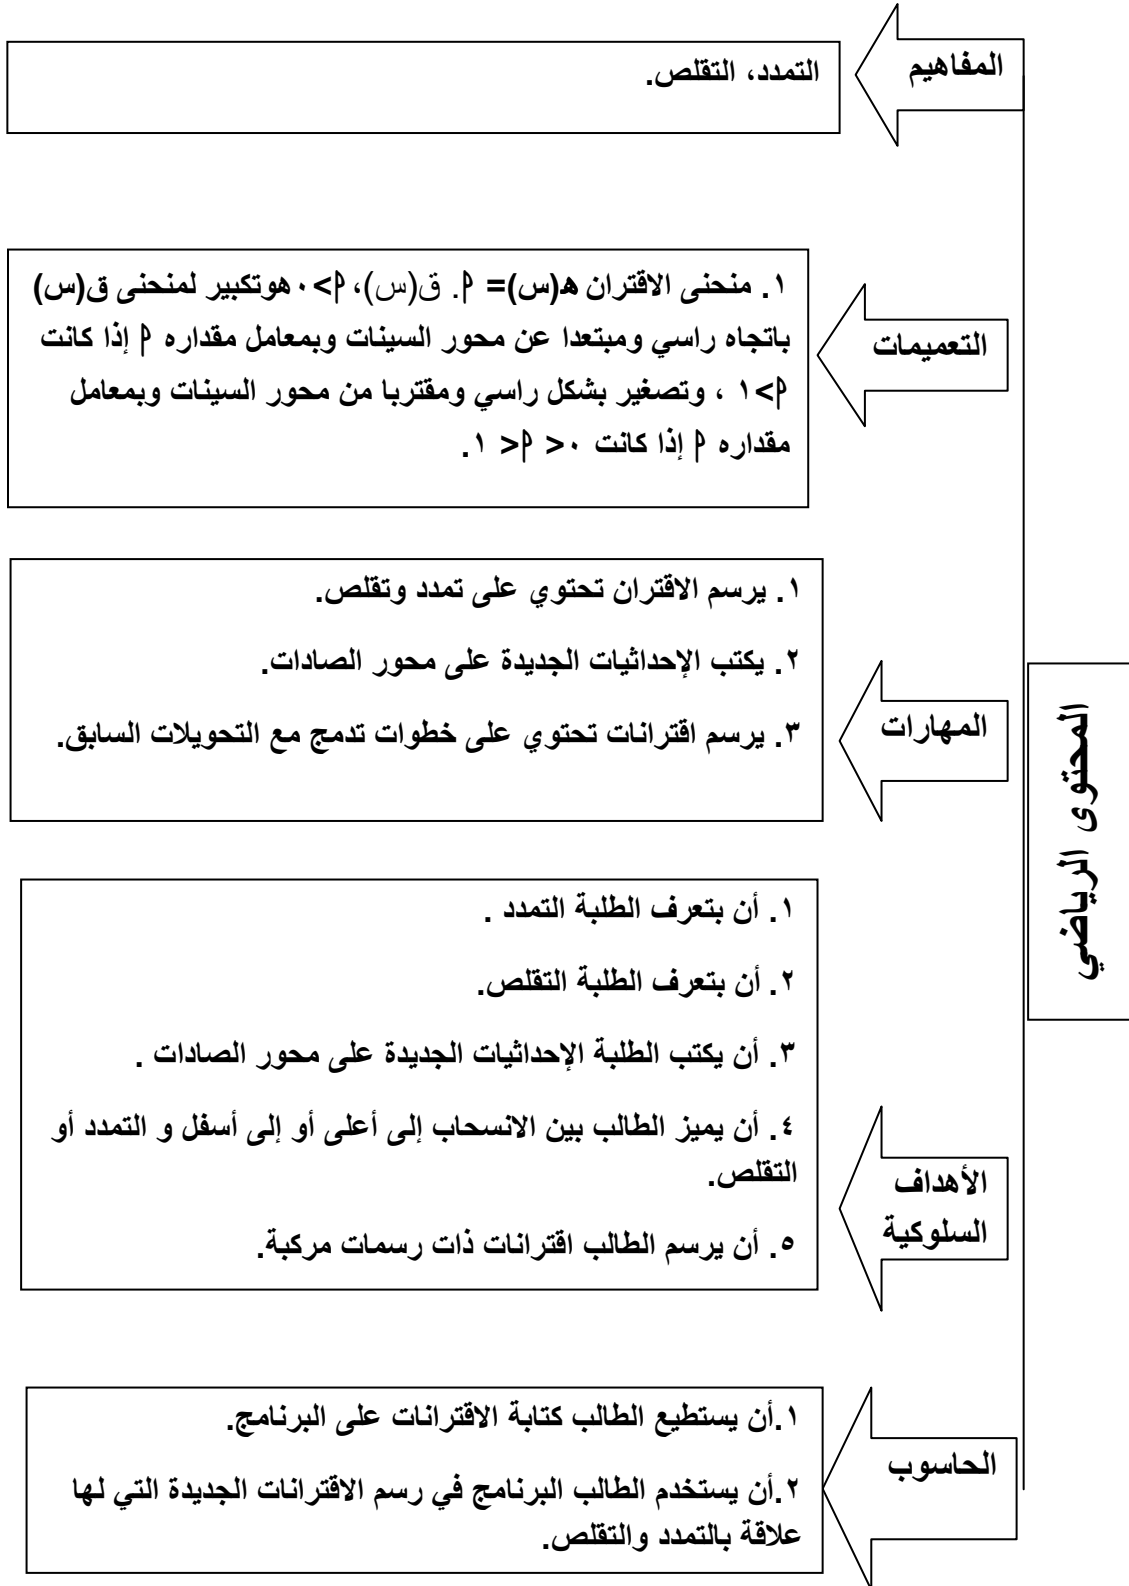 المحتوى الرياضي
المفاهيم
التمدد، التقلص.
التعميمات
١. منحنى الاقتران ه(س)= أ. ق(س)، أ>٠ هوتكبير لمنحنى ق(س)
باتجاه راسي ومبتعدا عن محور السينات وبمعامل مقداره أ إذا كانت
أ>١ ، وتصغير بشكل راسي ومقتربا من محور السينات وبمعامل
مقداره أ إذا كانت ٠< أ< ١.
المهارات
١. يرسم الاقتران تحتوي على تمدد وتقلص.
٢. يكتب الإحداثيات الجديدة على محور الصادات.
٣. يرسم اقترانات تحتوي على خطوات تدمج مع التحويلات السابق.
الأهداف
السلوكية
١. أن بتعرف الطلبة التمدد .
٢. أن بتعرف الطلبة التقلص.
٣. أن يكتب الطلبة الإحداثيات الجديدة على محور الصادات .
٤. أن يميز الطالب بين الانسحاب إلى أعلى أو إلى أسفل و التمدد أو
التقلص.
٥. أن يرسم الطالب اقترانات ذات رسمات مركبة.
الحاسوب
١.أن يستطيع الطالب كتابة الاقترانات على البرنامج.
٢.أن يستخدم الطالب البرنامج في رسم الاقترانات الجديدة التي لها
علاقة بالتمدد والتقلص.